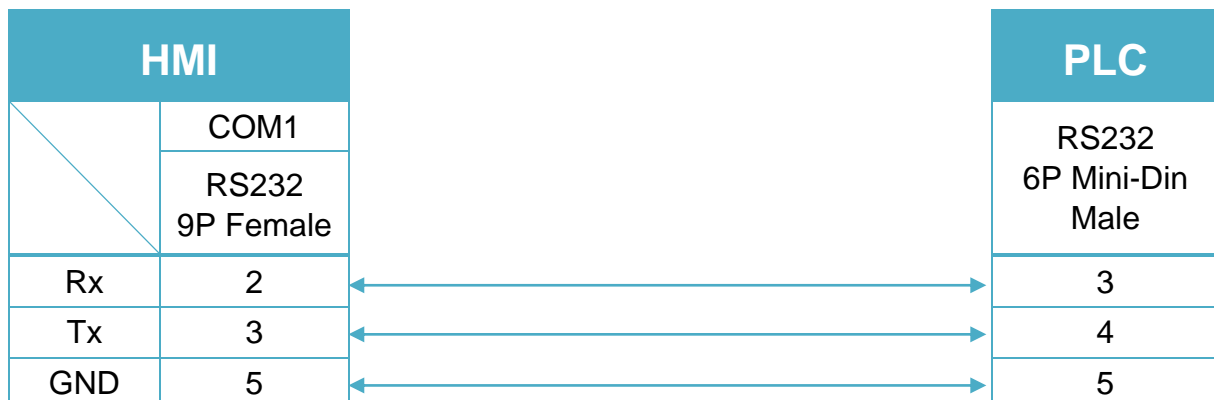 HMI
PLC
COM1
RS232
9P Female
RS232
6P Mini-Din
Male
Rx 2 3
Tx 3 4
GND 5 5